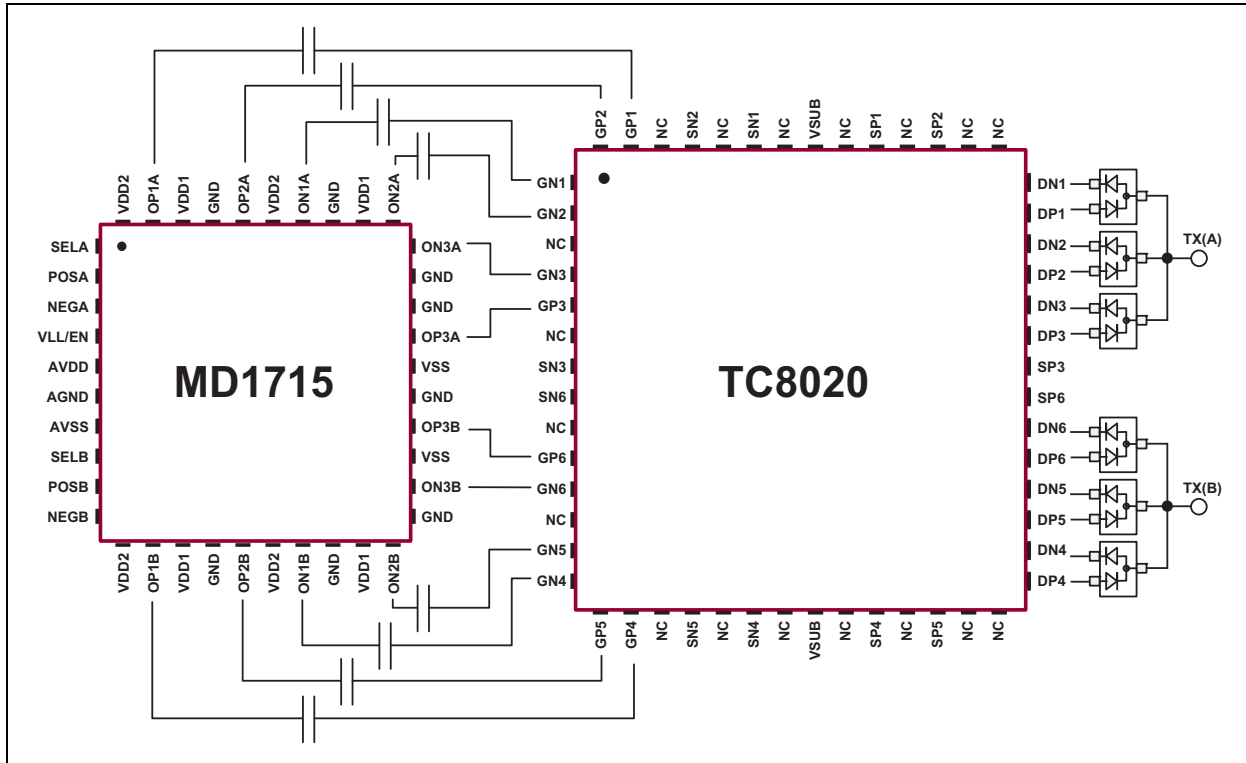 GP2
GP1
NC
SN2
NC
SN1
NC
VSUB
NC
SP1
NC
SP2
NC
NC
VDD2
OP1A
VDD1
GND
OP2A
VDD2
ON1A
GND
VDD1
ON2A
SELA
POSA
NEGA
VLL/EN
AVDD
AGND
AVSS
SELB
POSB
NEGB
MD1715
ON3A
GND
GND
OP3A
VSS
GND
OP3B
VSS
ON3B
GND
VDD2
OP1B
VDD1
GND
OP2B
VDD2
ON1B
GND
VDD1
ON2B
GN1
GN2
NC
GN3
GP3
NC
SN3
SN6
NC
GP6
GN6
NC
GN5
GN4
TC8020
DN1
DP1
DN2
DP2
DN3
DP3
SP3
SP6
DN6
DP6
DN5
DP5
DN4
DP4
TX(A)
TX(B)
GP5
GP4
NC
SN5
NC
SN4
NC
VSUB
NC
SP4
NC
SP5
NC
NC